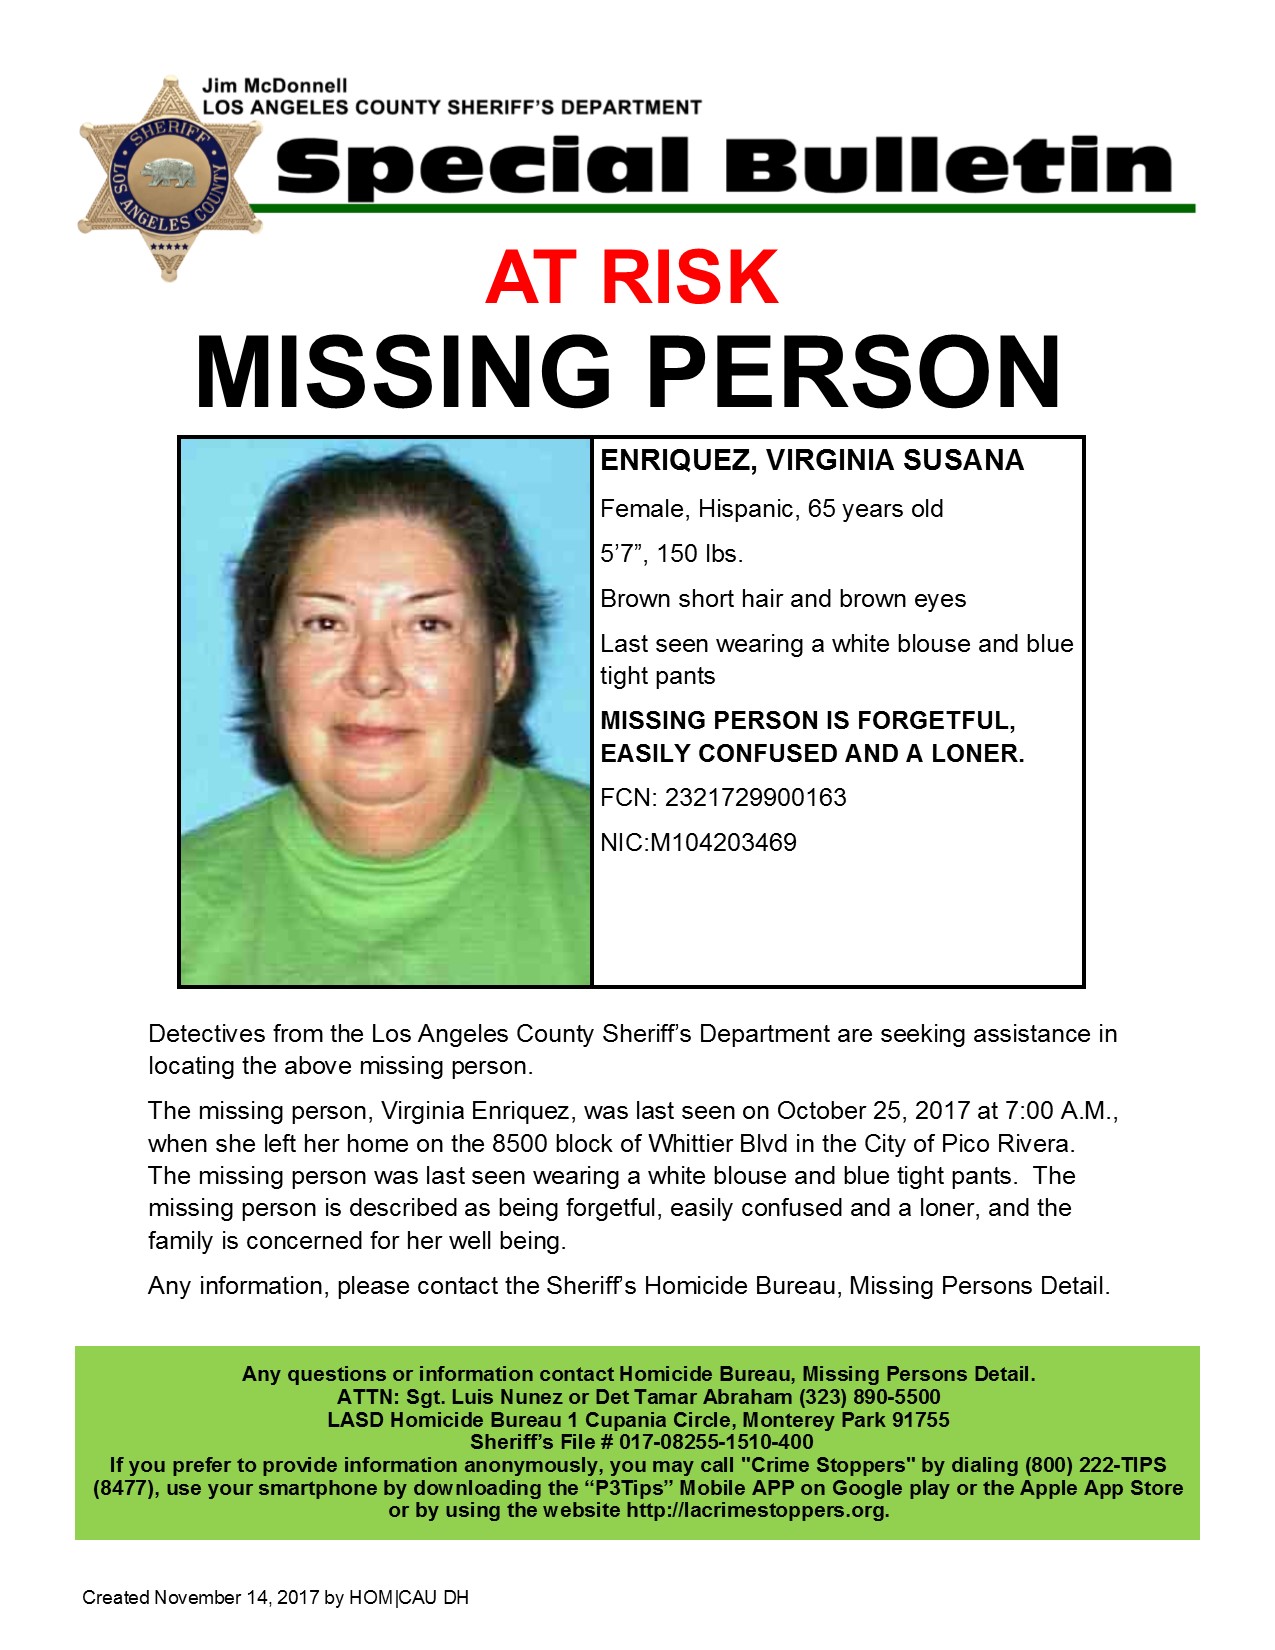 Jim McDonnell
LOS ANGELES COUNTY SHERIFF'S DEPARTMENT
Special Bulletin
SHERIFF
LOS ANGELES COUNTY
AT RISK
MISSING PERSON
ENRIQUEZ, VIRGINIA SUSANA
Female, Hispanic, 65 years old
5’7”, 150 lbs.
Brown short hair and brown eyes
Last seen wearing a white blouse and blue
tight pants
MISSING PERSON IS FORGETFUL,
EASILY CONFUSED AND A LONER.
FCN: 2321729900163
NIC:M104203469
Detectives from the Los Angeles County Sheriff’s Department are seeking assistance in
locating the above missing person.
The missing person, Virginia Enriquez, was last seen on October 25, 2017 at 7:00 A.M.,
when she left her home on the 8500 block of Whittier Blvd in the City of Pico Rivera.
The missing person was last seen wearing a white blouse and blue tight pants.  The
missing person is described as being forgetful, easily confused and a loner, and the
family is concerned for her well being.
Any information, please contact the Sheriff’s Homicide Bureau, Missing Persons Detail.
Any questions or information contact Homicide Bureau, Missing Persons Detail.
ATTN: Sgt. Luis Nunez or Det Tamar Abraham (323) 890-5500
LASD Homicide Bureau 1 Cupania Circle, Monterey Park 91755
Sheriff’s File # 017-08255-1510-400
If you prefer to provide information anonymously, you may call "Crime Stoppers" by dialing (800) 222-TIPS
(8477), use your smartphone by downloading the “P3Tips” Mobile APP on Google play or the Apple App Store
or by using the website http://lacrimestoppers.org.
Created November 14, 2017 by HOM|CAU DH